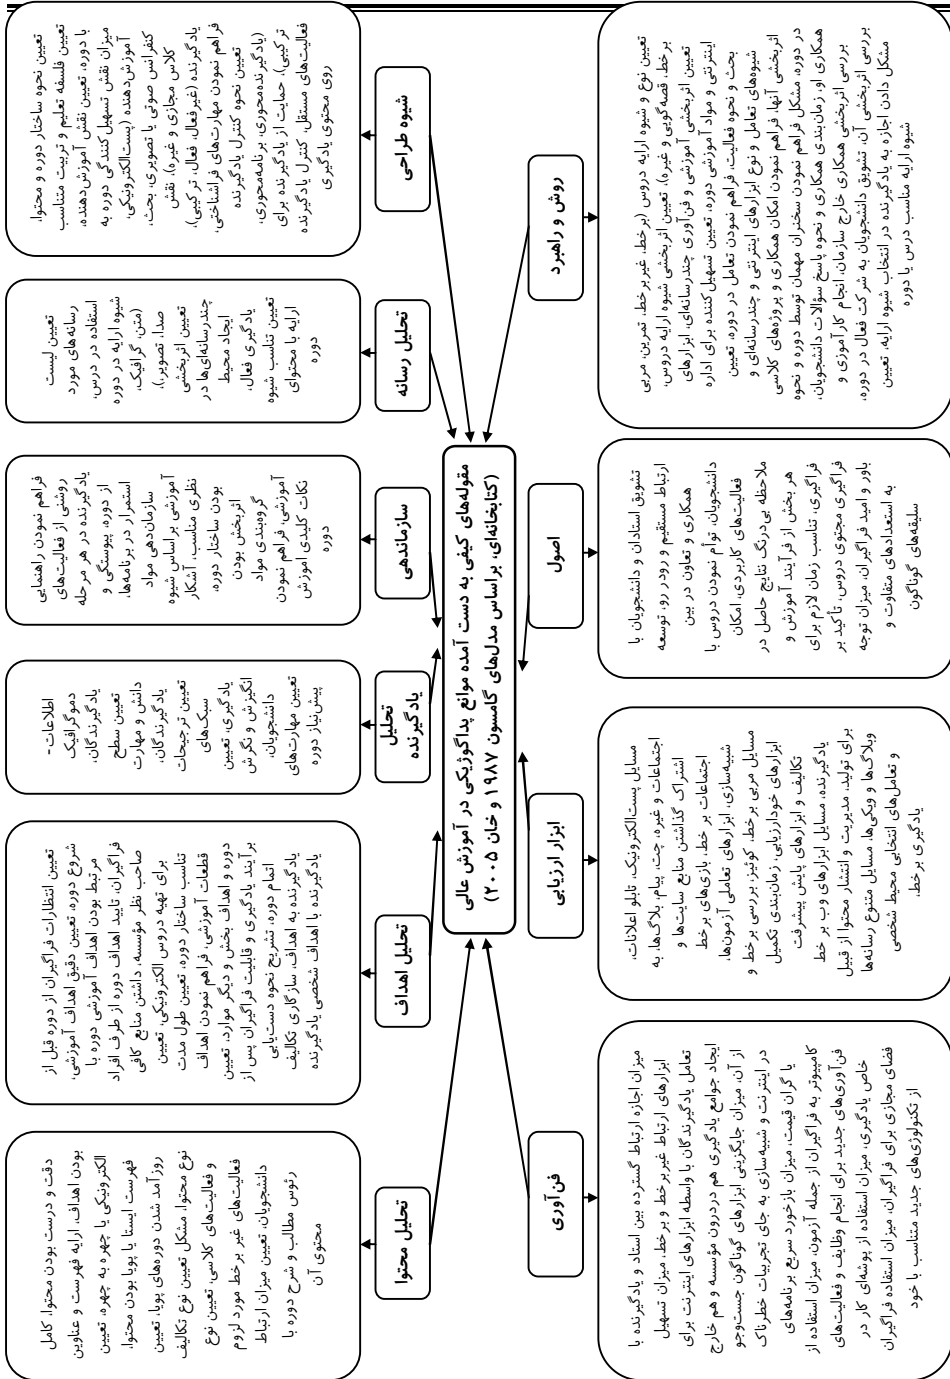 تعیین نحوه ساختار دوره و محتوا،
تعیین فلسفه تعلیم و تربیت متناسب
با دوره، تعیین نقش آموزش‌دهنده،
میزان نقش تسهیل کنندگی دوره به
آموزش‌دهنده (پست‌الکترونیکی،
کنفرانس صوتی یا تصویری، بحث،
کلاس مجازی و غیره)، نقش
یادگیرنده (غیرفعال، فعال، ترکیبی)،
فراهم نمودن مهارت‌های فراشناختی،
تعیین نحوه کنترل یادگیرنده
(یادگیرنده‌محوری، برنامه‌محوری،
ترکیبی)، حمایت از یادگیرنده برای
فعالیت‌های مستقل، کنترل یادگیرنده
روی محتوای یادگیری
شیوه طراحی
تعیین لیست
رسانه‌های مورد
استفاده در درس،
شیوه ارایه در دوره
(متن، گرافیک،
صدا، تصویر،)،
تعیین اثربخشی
چندرسانه‌ای‌ها در
ایجاد محیط
یادگیری فعال،
تعیین تناسب شیوه
ارایه با محتوای
دوره
تحلیل رسانه
فراهم نمودن راهنمایی
روشنی از فعالیت‌های
یادگیرنده در هر مرحله
از دوره، پیوستگی و
استمرار در برنامه‌ها،
سازمان‌دهی مواد
آموزشی براساس شیوه
نظری مناسب، آشکار
بودن ساختار دوره،
اثربخش بودن
گروه‌بندی مواد
آموزشی، فراهم نمودن
نکات کلیدی آموزش
دوره
سازماندهی
اطلاعات-
دموگرافیک
یادگیرندگان،
تعیین سطح
دانش و مهارت
یادگیرندگان،
تعیین ترجیحات
سبک‌های
یادگیری، تعیین
انگیزش و نگرش
دانشجویان،
تعیین مهارت‌های
پیش‌نیاز دوره
تحلیل
یادگیرنده
تعیین انتظارات فراگیران از دوره قبل از
شروع دوره، تعیین دقیق اهداف آموزشی،
مرتبط بودن اهداف آموزشی دوره با
فراگیران، تایید اهداف دوره از طرف افراد
صاحب نظر مؤسسه، داشتن منابع کافی
برای تهیه دروس الکترونیکی، تعیین
تناسب ساختار دوره، تعیین طول مدت
قطعات آموزشی، فراهم نمودن اهداف
دوره و اهداف بخش و دیگر موارد، تعیین
برآیند یادگیری و قابلیت فراگیران پس از
اتمام دوره، تشریح نحوه دست‌یابی
یادگیرنده به اهداف، سازگاری تکالیف
یادگیرنده با اهداف شخصی یادگیرنده
تحلیل اهداف
دقت و درست بودن محتوا، کامل
بودن اهداف، ارایه فهرست و عناوین
الکترونیکی یا چهره به چهره، تعیین
فهرست ایستا یا پویا بودن محتوا،
روزآمد شدن دوره‌های پویا، تعیین
نوع محتوا، مشکل تعیین نوع تکالیف
و فعالیت‌های کلاسی، تعیین نوع
فعالیت‌های غیر برخط مورد لزوم
دانشجویان، تعیین میزان ارتباط
رئوس مطالب و شرح دوره با
محتوی آن
تحلیل محتوا
مقوله‌های کیفی به دست آمده موانع پداگوژیکی در آموزش عالی
(کتابخانه‌ای، براساس مدل‌های گامسون ۱۹۸۷ و خان ۲۰۰۵)
روش و راهبرد
تعیین نوع و شیوه ارایه دروس (بر خط، غیر برخط، تمرین، مربی
برخط، قصه‌گویی و غیره)، تعیین اثربخشی شیوه ارایه دروس،
تعیین اثربخشی آموزشی و فن‌آوری چندرسانه‌ای، ابزارهای
اینترنتی و مواد آموزشی دوره، تعیین تسهیل‌کننده برای اداره
بحث و نحوه فعالیت، فراهم نمودن تعامل در دوره، تعیین
شیوه‌های تعامل و نوع ابزارهای اینترنتی و چندرسانه‌ای و
اثربخشی آنها، فراهم نمودن امکان همکاری و پروژه‌های کلاسی
در دوره، مشکل فراهم نمودن سخنران مهمان توسط دوره و نحوه
همکاری او، زمان‌بندی همکاری و نحوه پاسخ سؤالات دانشجویان،
بررسی اثربخشی همکاری خارج سازمان، انجام کارآموزی و
بررسی اثربخشی آن، تشویق دانشجویان به شرکت فعال در دوره،
مشکل دادن اجازه به یادگیرنده در انتخاب شیوه ارایه، تعیین
شیوه ارایه مناسب درس یا دوره
اصول
تشویق استادان و دانشجویان با
ارتباط مستقیم و رودر رو، توسعه
همکاری و تعاون در بین
دانشجویان، توأم نمودن دروس با
فعالیت‌های کاربردی، امکان
ملاحظه بی‌درنگ نتایج حاصل در
هر بخش از فرآیند آموزش و
فراگیری، تناسب زمان لازم برای
فراگیری محتوی دروس، تأکید بر
باور و امید فراگیران، میزان توجه
به استعدادهای متفاوت و
سلیقه‌های گوناگون
ابزار ارزیابی
مسایل پست‌الکترونیک، تابلو اعلانات،
اجتماعات و غیره، چت، پیام، بلاگ‌ها، به
اشتراک گذاشتن منابع سایت‌ها و
اجتماعات بر خط، بازی‌های برخط
شبیه‌سازی، ابزارهای تعاملی آزمون‌ها،
مسایل مربی برخط، کوئیز، بررسی برخط و
ابزارهای خودارزیابی، زمان‌بندی تکمیل
تکالیف و ابزارهای پایش پیشرفت
یادگیرنده، مسایل ابزارهای وب بر خط
برای تولید، مدیریت و انتشار محتوا از قبیل
وبلاگ‌ها و ویکی‌ها، مسایل متنوع رسانه‌ها
و تعامل‌های انتخابی محیط شخصی
یادگیری برخط،
فن‌آوری
میزان اجازه ارتباط گسترده بین استاد و یادگیرنده با
ابزارهای ارتباط غیربرخط و برخط، میزان تسهیل
تعامل یادگیرندگان با واسطه ابزارهای اینترنت برای
ایجاد جوامع یادگیری هم درون مؤسسه و هم خارج
از آن، میزان جایگزینی ابزارهای گوناگون جست‌وجو
در اینترنت و شبیه‌سازی به جای تجربیات خطرناک
یا گران قیمت، میزان بازخورد سریع برنامه‌های
کامپیوتر به فراگیران از جمله آزمون، میزان استفاده از
فن‌آوری‌های جدید برای انجام وظایف و فعالیت‌های
خاص یادگیری، میزان استفاده از پوشه‌ای کار در
فضای مجازی برای فراگیران، میزان استفاده فراگیران
از تکنولوژی‌های جدید متناسب با خود